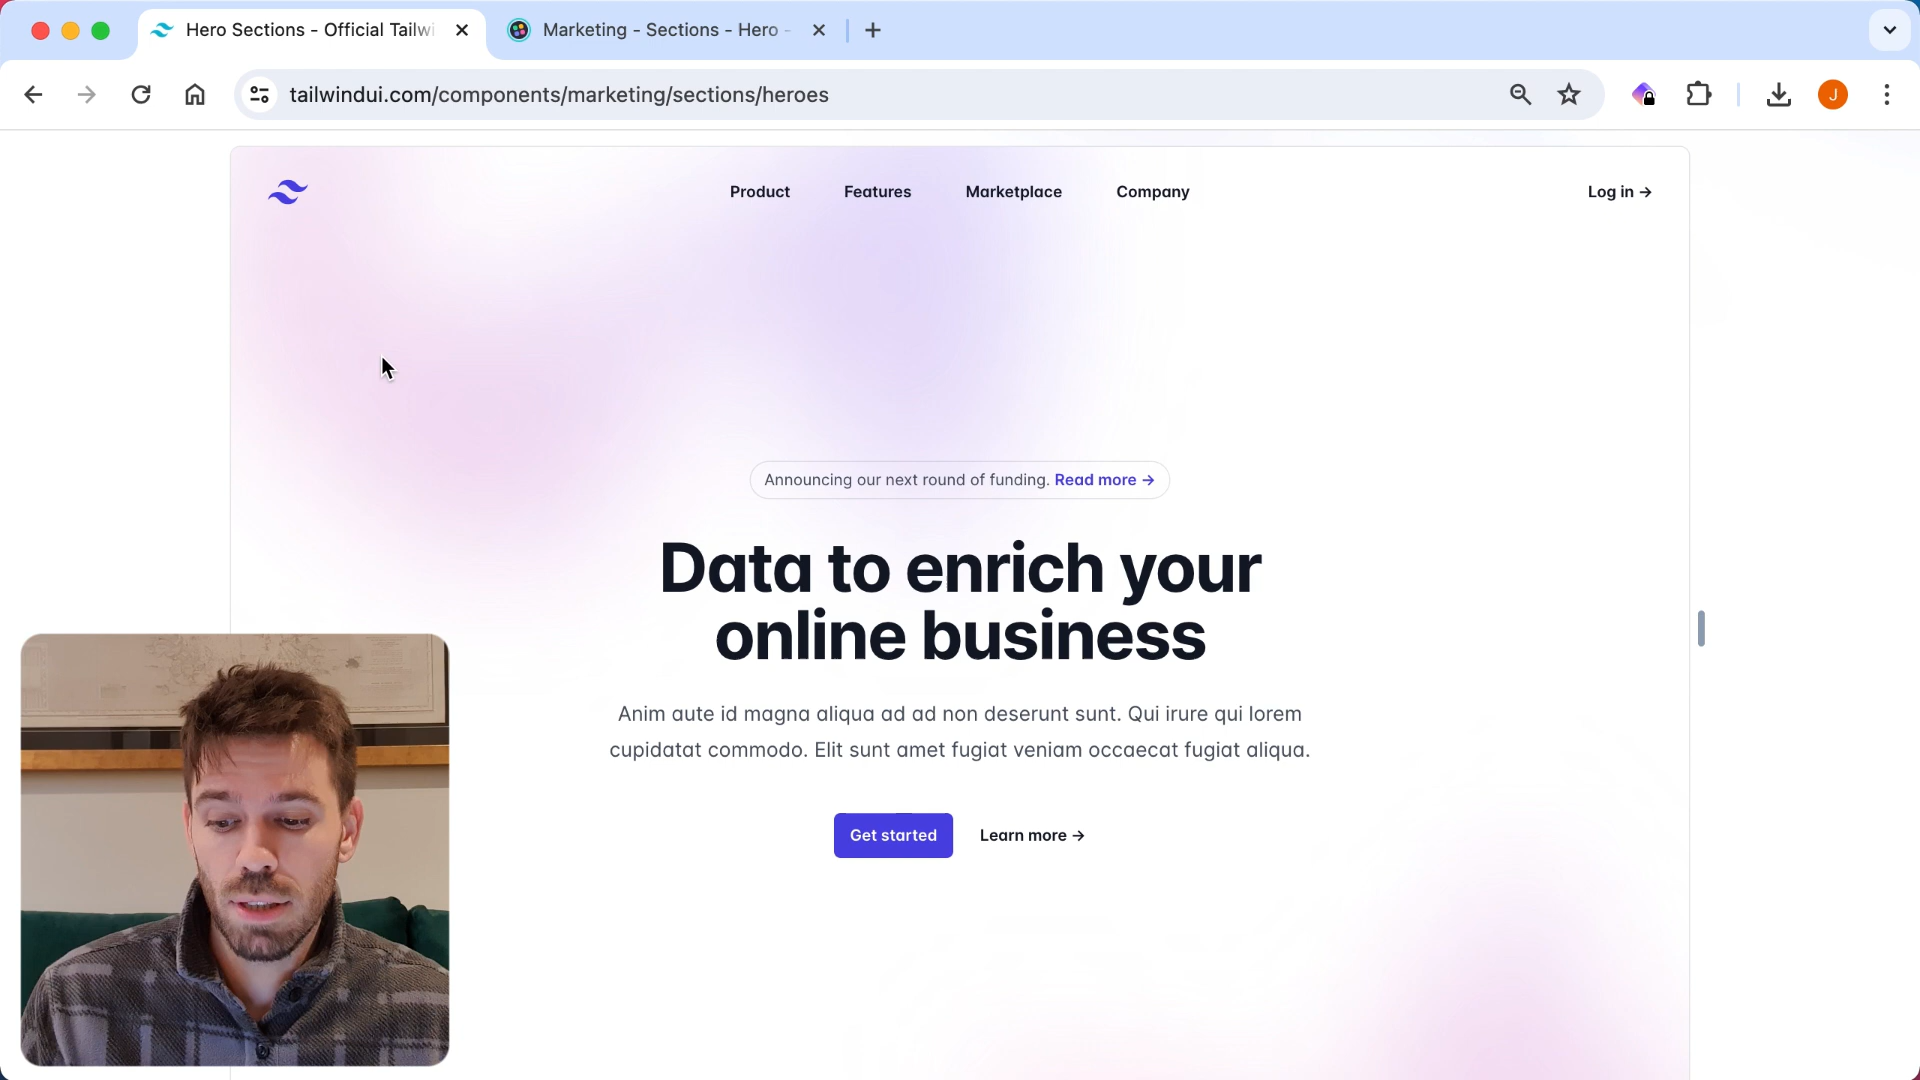 Hero Sections - Official Tailwi
Marketing - Sections - Hero -
tailwindui.com/components/marketing/sections/heroes
J
Product
Features
Marketplace
Company
Log in →
Announcing our next round of funding. Read more →
Data to enrich your
online business
Anim aute id magna aliqua ad ad non deserunt sunt. Qui irure qui lorem
cupidatat commodo. Elit sunt amet fugiat veniam occaecat fugiat aliqua.
Get started
Learn more →